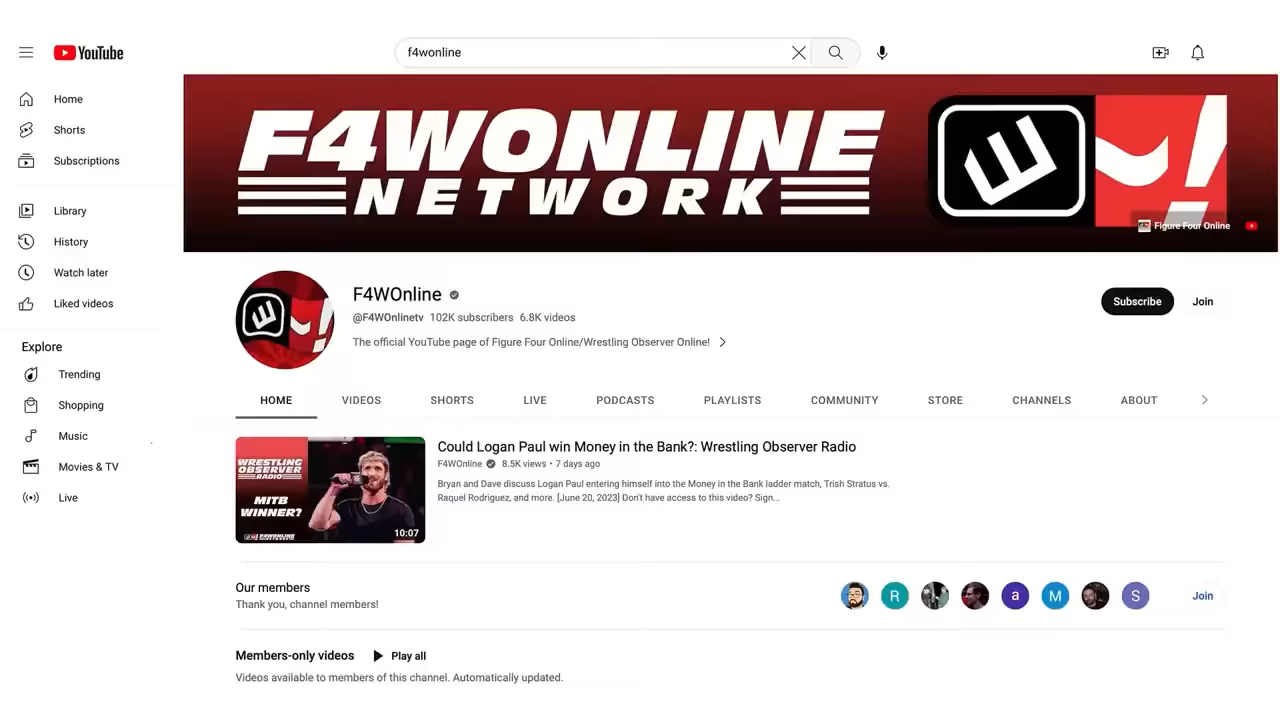 YouTube
f4wonline
Home
Shorts
Subscriptions
Library
History
Watch later
Liked videos
Explore
Trending
Shopping
Music
Movies & TV
Live
F4WONLINE
NETWORK
Figure Four Online
F4WOnline
@F4WOnlinetv 102K subscribers 6.8K videos
The official YouTube page of Figure Four Online/Wrestling Observer Online!
Subscribe
Join
HOME VIDEOS SHORTS LIVE PODCASTS PLAYLISTS COMMUNITY STORE CHANNELS ABOUT
WRESTLING
OBSERVER
RADIO
MITB
WINNER?
F4WONLINE
NETWORK
10:07
Could Logan Paul win Money in the Bank?: Wrestling Observer Radio
F4WOnline 8.5K views • 7 days ago
Bryan and Dave discuss Logan Paul entering himself into the Money in the Bank ladder match, Trish Stratus vs.
Raquel Rodriguez, and more. [June 20, 2023] Don't have access to this video? Sign...
Our members
Thank you, channel members!
R
a
M
S
Join
Members-only videos
Play all
Videos available to members of this channel. Automatically updated.